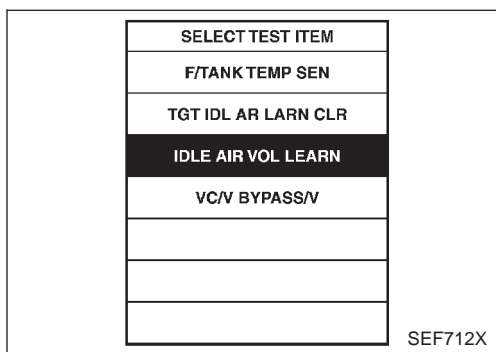 SELECT TEST ITEM
F/TANK TEMP SEN
TGT IDL AR LARN CLR
IDLE AIR VOL LEARN
VC/V BYPASS/V
SEF712X